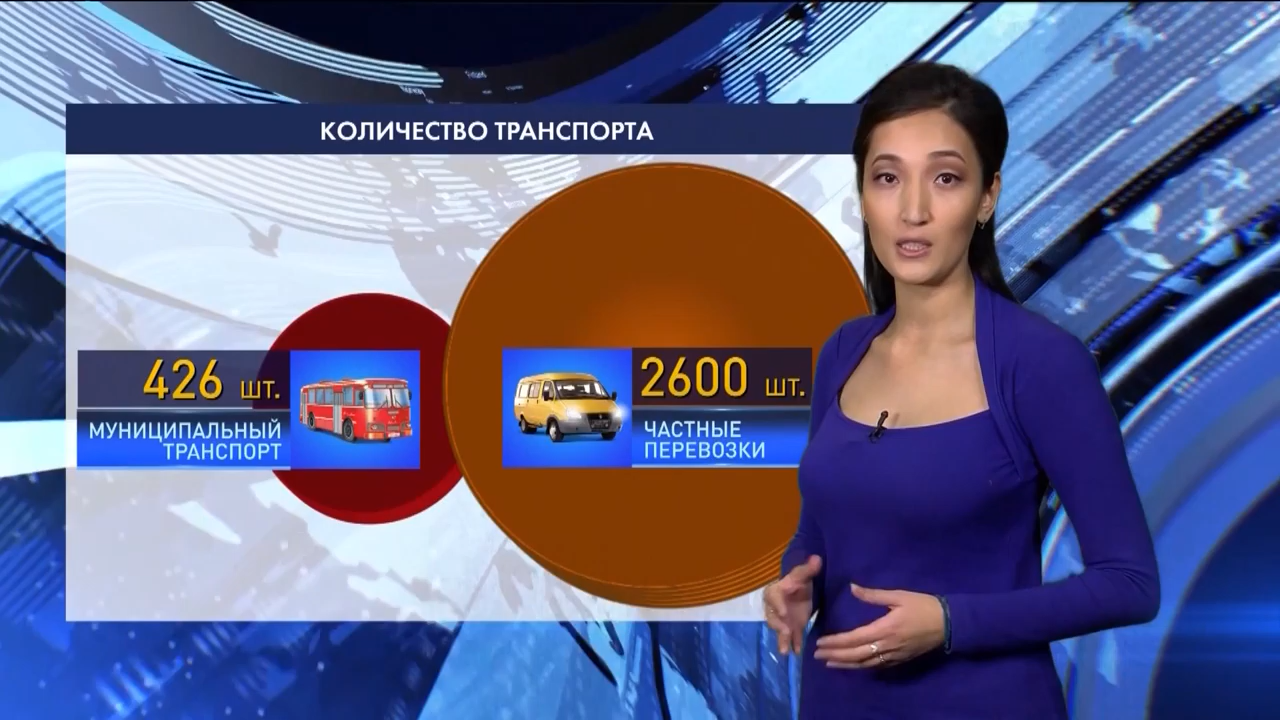 КОЛИЧЕСТВО ТРАНСПОРТА
426 шт.
МУНИЦИПАЛЬНЫЙ
ТРАНСПОРТ
2600 шт.
ЧАСТНЫЕ
ПЕРЕВОЗКИ